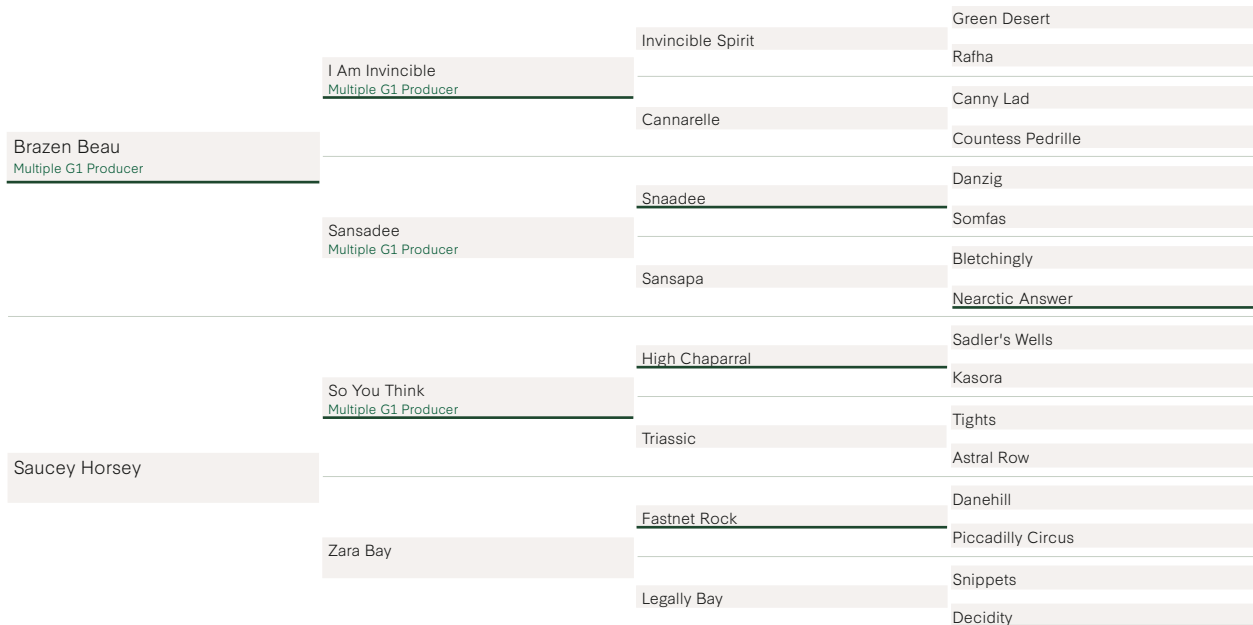 Green Desert
Invincible Spirit
Rafha
I Am Invincible
Multiple G1 Producer
Canny Lad
Cannarelle
Countess Pedrille
Brazen Beau
Multiple G1 Producer
Danzig
Snaadee
Somfas
Sansadee
Multiple G1 Producer
Bletchingly
Sansapa
Nearctic Answer
Sadler's Wells
High Chaparral
Kasora
So You Think
Multiple G1 Producer
Tights
Triassic
Astral Row
Saucey Horsey
Danehill
Fastnet Rock
Piccadilly Circus
Zara Bay
Snippets
Legally Bay
Decidity